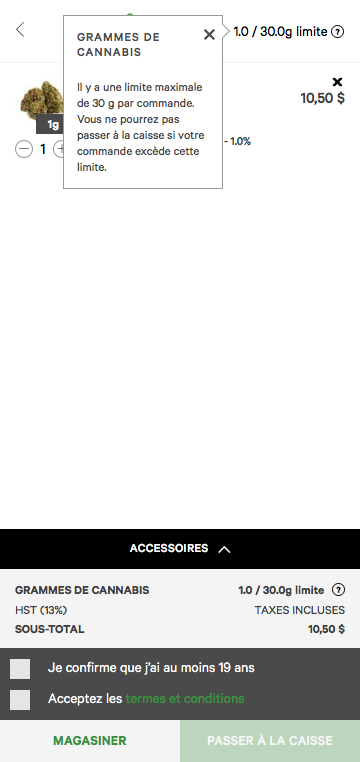 GRAMMES DE
CANNABIS
1.0 / 30.0g limite ?
Il y a une limite maximale
de 30 g par commande.
Vous ne pourrez pas
passer à la caisse si votre
commande excède cette
limite.
10,50 $
1g
1
- 1.0%
ACCESSOIRES
GRAMMES DE CANNABIS 1.0 / 30.0g limite ?
HST (13%) TAXES INCLUSES
SOUS-TOTAL 10,50 $
Je confirme que j'ai au moins 19 ans
Acceptez les termes et conditions
MAGASINER PASSER À LA CAISSE